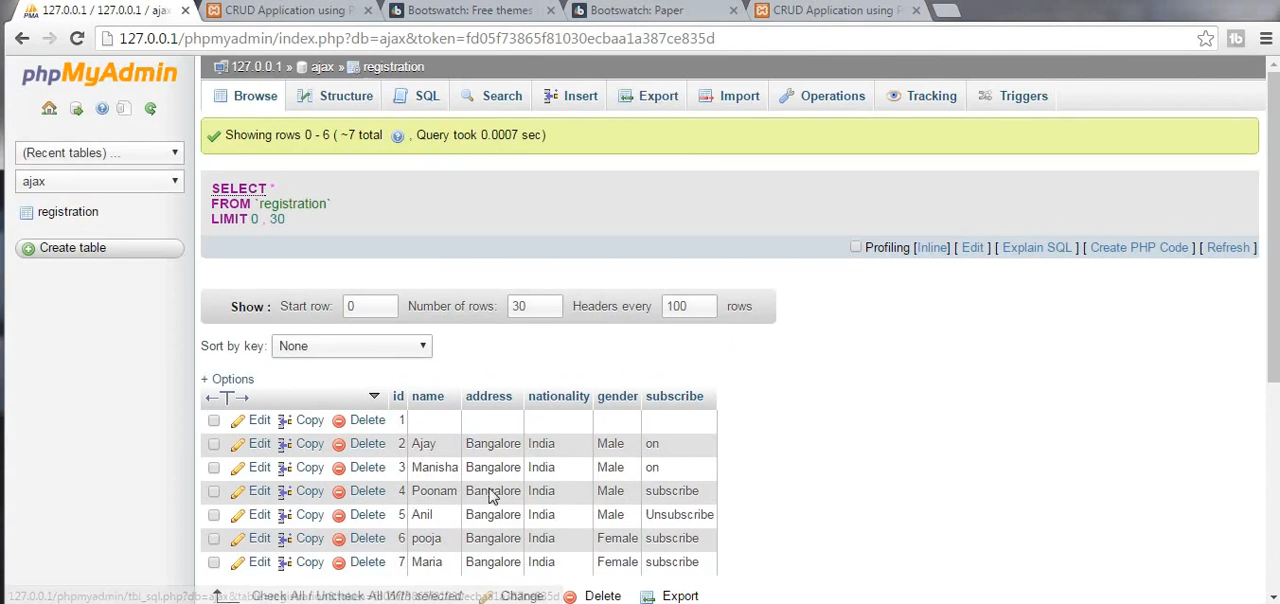 127.0.0.1 / 127.0.0.1 / ajax
CRUD Application using P
Bootswatch: Free themes
Bootswatch: Paper
CRUD Application using P
127.0.0.1/phpmyadmin/index.php?db=ajax&token=fd05f73865f81030ecbaa1a387ce835d
phpMyAdmin
127.0.0.1 » ajax » registration
Browse Structure SQL Search Insert Export Import Operations Tracking Triggers
Showing rows 0 - 6 ( ~7 total , Query took 0.0007 sec)
(Recent tables) ...
ajax
registration
Create table
SELECT *
FROM `registration`
LIMIT 0 , 30
Profiling [Inline] [ Edit ] [ Explain SQL ] [ Create PHP Code ] [ Refresh ]
Show : Start row: 0 Number of rows: 30 Headers every 100 rows
Sort by key: None
+ Options
←T→ id name address nationality gender subscribe
Edit Copy Delete 1
Edit Copy Delete 2 Ajay Bangalore India Male on
Edit Copy Delete 3 Manisha Bangalore India Male on
Edit Copy Delete 4 Poonam Bangalore India Male subscribe
Edit Copy Delete 5 Anil Bangalore India Male Unsubscribe
Edit Copy Delete 6 pooja Bangalore India Female subscribe
Edit Copy Delete 7 Maria Bangalore India Female subscribe
Check All / Uncheck All With selected: Change Delete Export